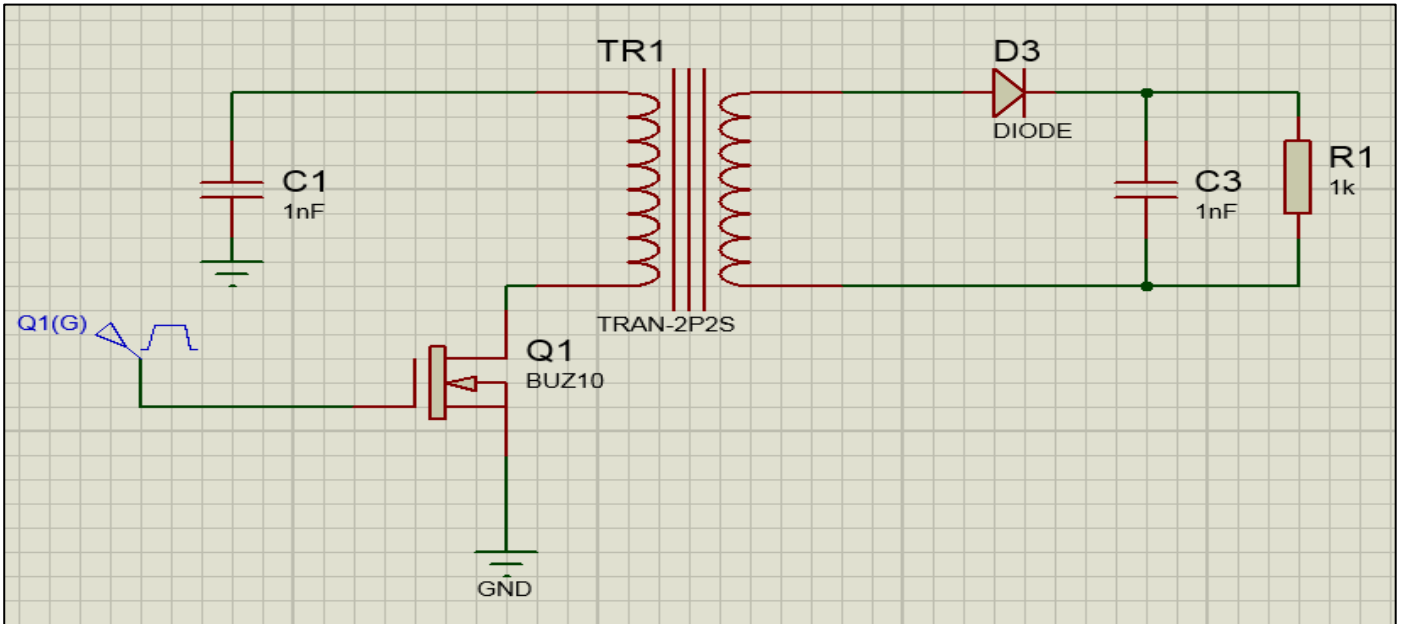 TR1
D3
DIODE
C1
1nF
C3
1nF
R1
1k
Q1(G)
TRAN-2P2S
Q1
BUZ10
GND